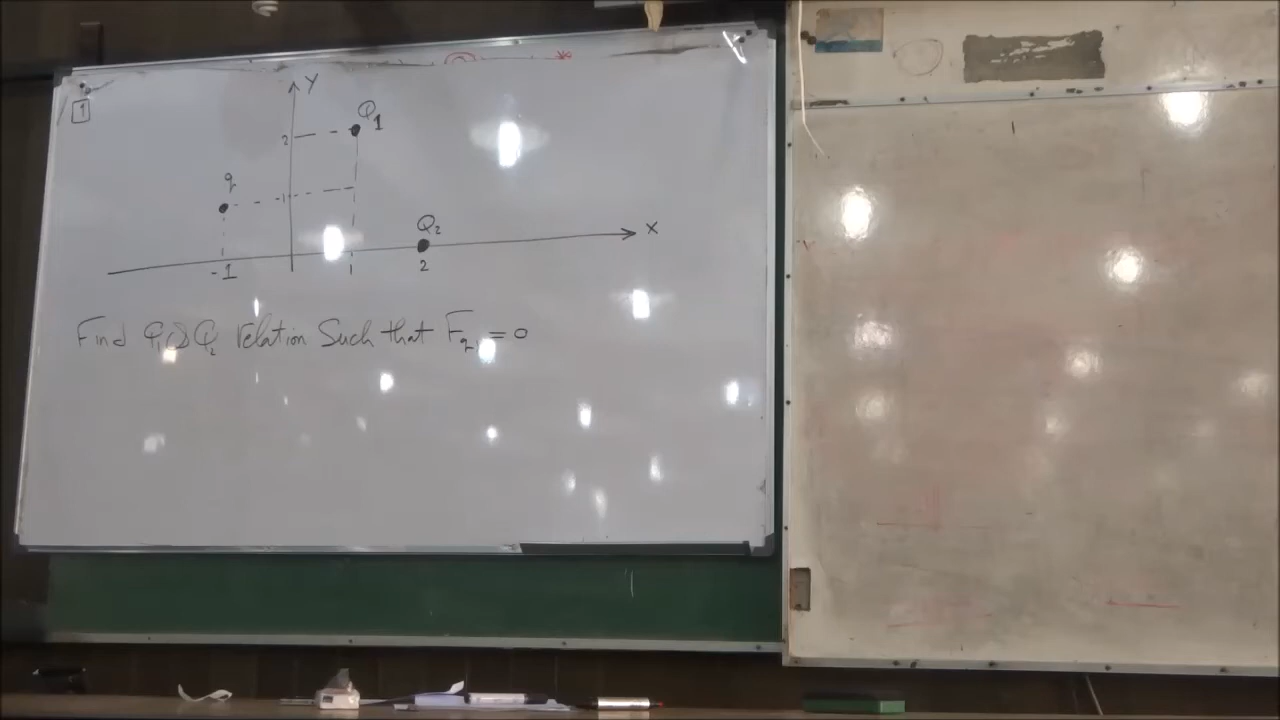 1
Y
Q1
2
q
1
Q2
X
-1
1
2
Find Q1, Q2 relation Such that Fq = 0